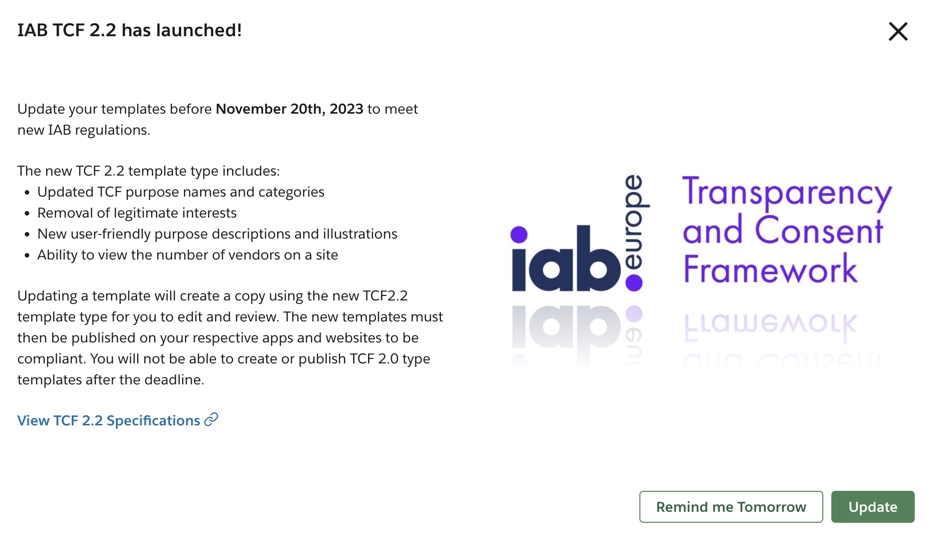 IAB TCF 2.2 has launched!
Update your templates before November 20th, 2023 to meet
new IAB regulations.
The new TCF 2.2 template type includes:
• Updated TCF purpose names and categories
• Removal of legitimate interests
• New user-friendly purpose descriptions and illustrations
• Ability to view the number of vendors on a site
Updating a template will create a copy using the new TCF2.2
template type for you to edit and review. The new templates must
then be published on your respective apps and websites to be
compliant. You will not be able to create or publish TCF 2.0 type
templates after the deadline.
View TCF 2.2 Specifications
iab europe
Transparency
and Consent
Framework
Remind me Tomorrow
Update